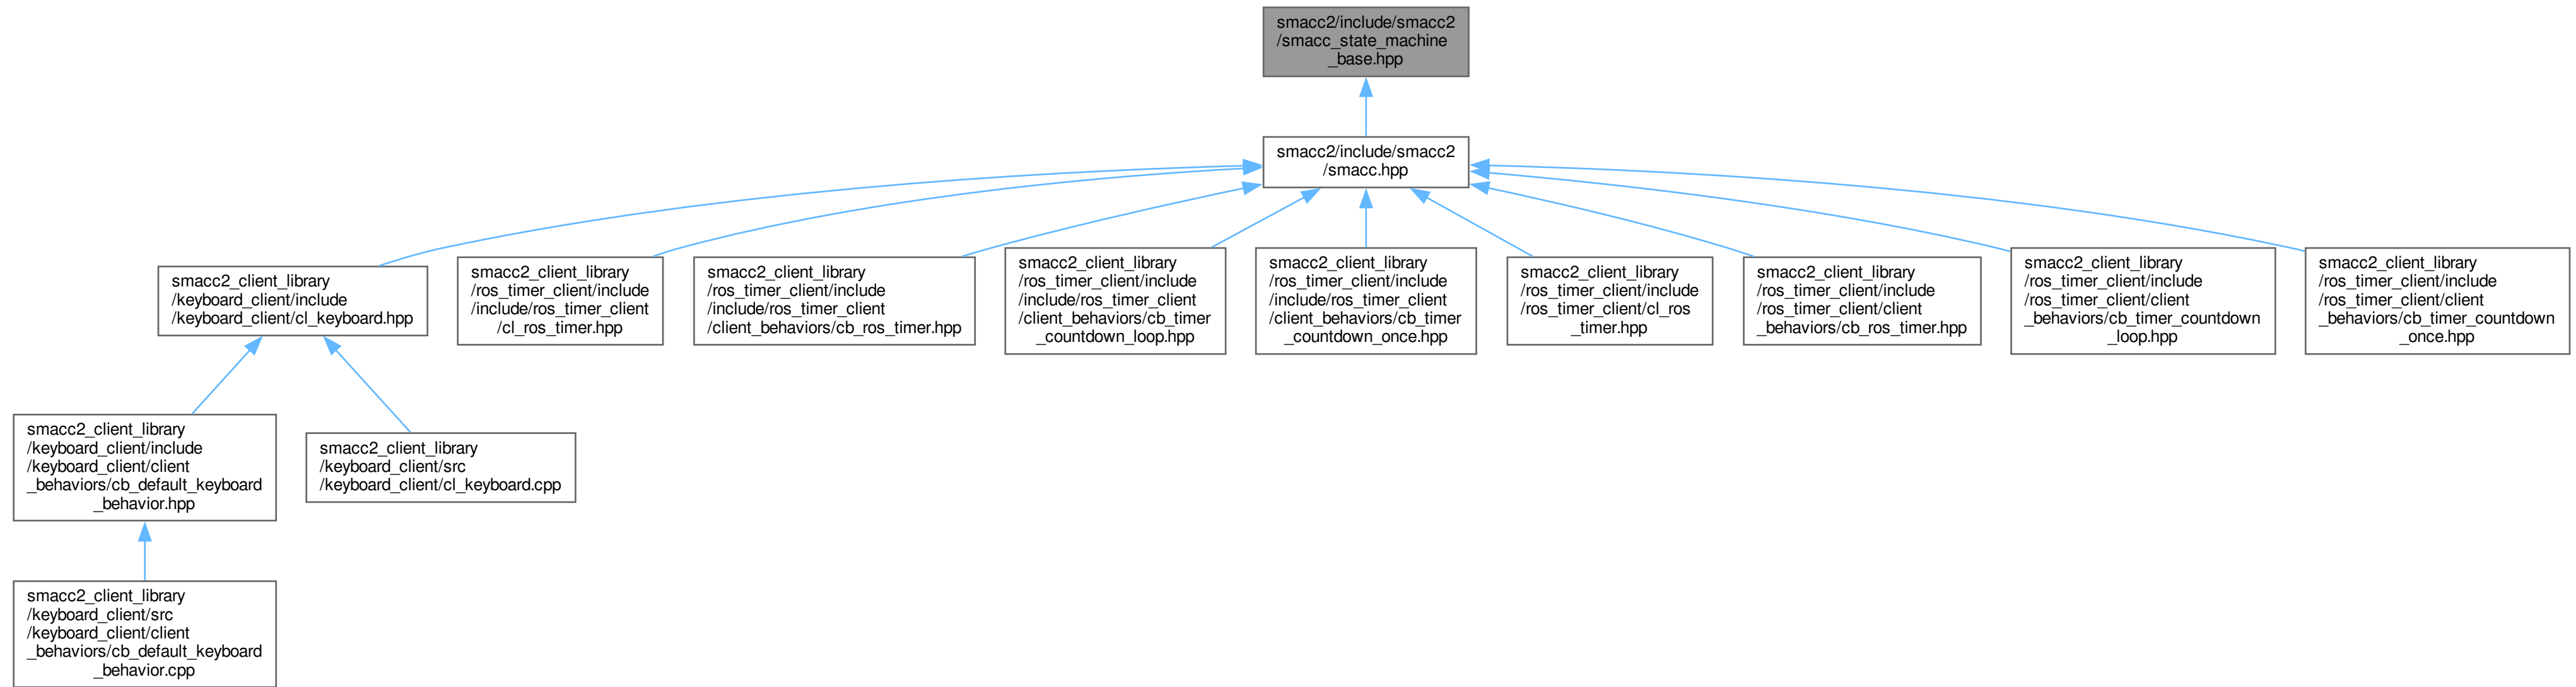 smacc2/include/smacc2
/smacc_state_machine
_base.hpp
smacc2/include/smacc2
/smacc.hpp
smacc2_client_library
/keyboard_client/include
/keyboard_client/cl_keyboard.hpp
smacc2_client_library
/ros_timer_client/include
/include/ros_timer_client
/cl_ros_timer.hpp
smacc2_client_library
/ros_timer_client/include
/include/ros_timer_client
/client_behaviors/cb_ros_timer.hpp
smacc2_client_library
/ros_timer_client/include
/include/ros_timer_client
/client_behaviors/cb_timer
_countdown_loop.hpp
smacc2_client_library
/ros_timer_client/include
/include/ros_timer_client
/client_behaviors/cb_timer
_countdown_once.hpp
smacc2_client_library
/ros_timer_client/include
/ros_timer_client/cl_ros
_timer.hpp
smacc2_client_library
/ros_timer_client/include
/ros_timer_client/client
_behaviors/cb_ros_timer.hpp
smacc2_client_library
/ros_timer_client/include
/ros_timer_client/client
_behaviors/cb_timer_countdown
_loop.hpp
smacc2_client_library
/ros_timer_client/include
/ros_timer_client/client
_behaviors/cb_timer_countdown
_once.hpp
smacc2_client_library
/keyboard_client/include
/keyboard_client/client
_behaviors/cb_default_keyboard
_behavior.hpp
smacc2_client_library
/keyboard_client/src
/keyboard_client/cl_keyboard.cpp
smacc2_client_library
/keyboard_client/src
/keyboard_client/client
_behaviors/cb_default_keyboard
_behavior.cpp